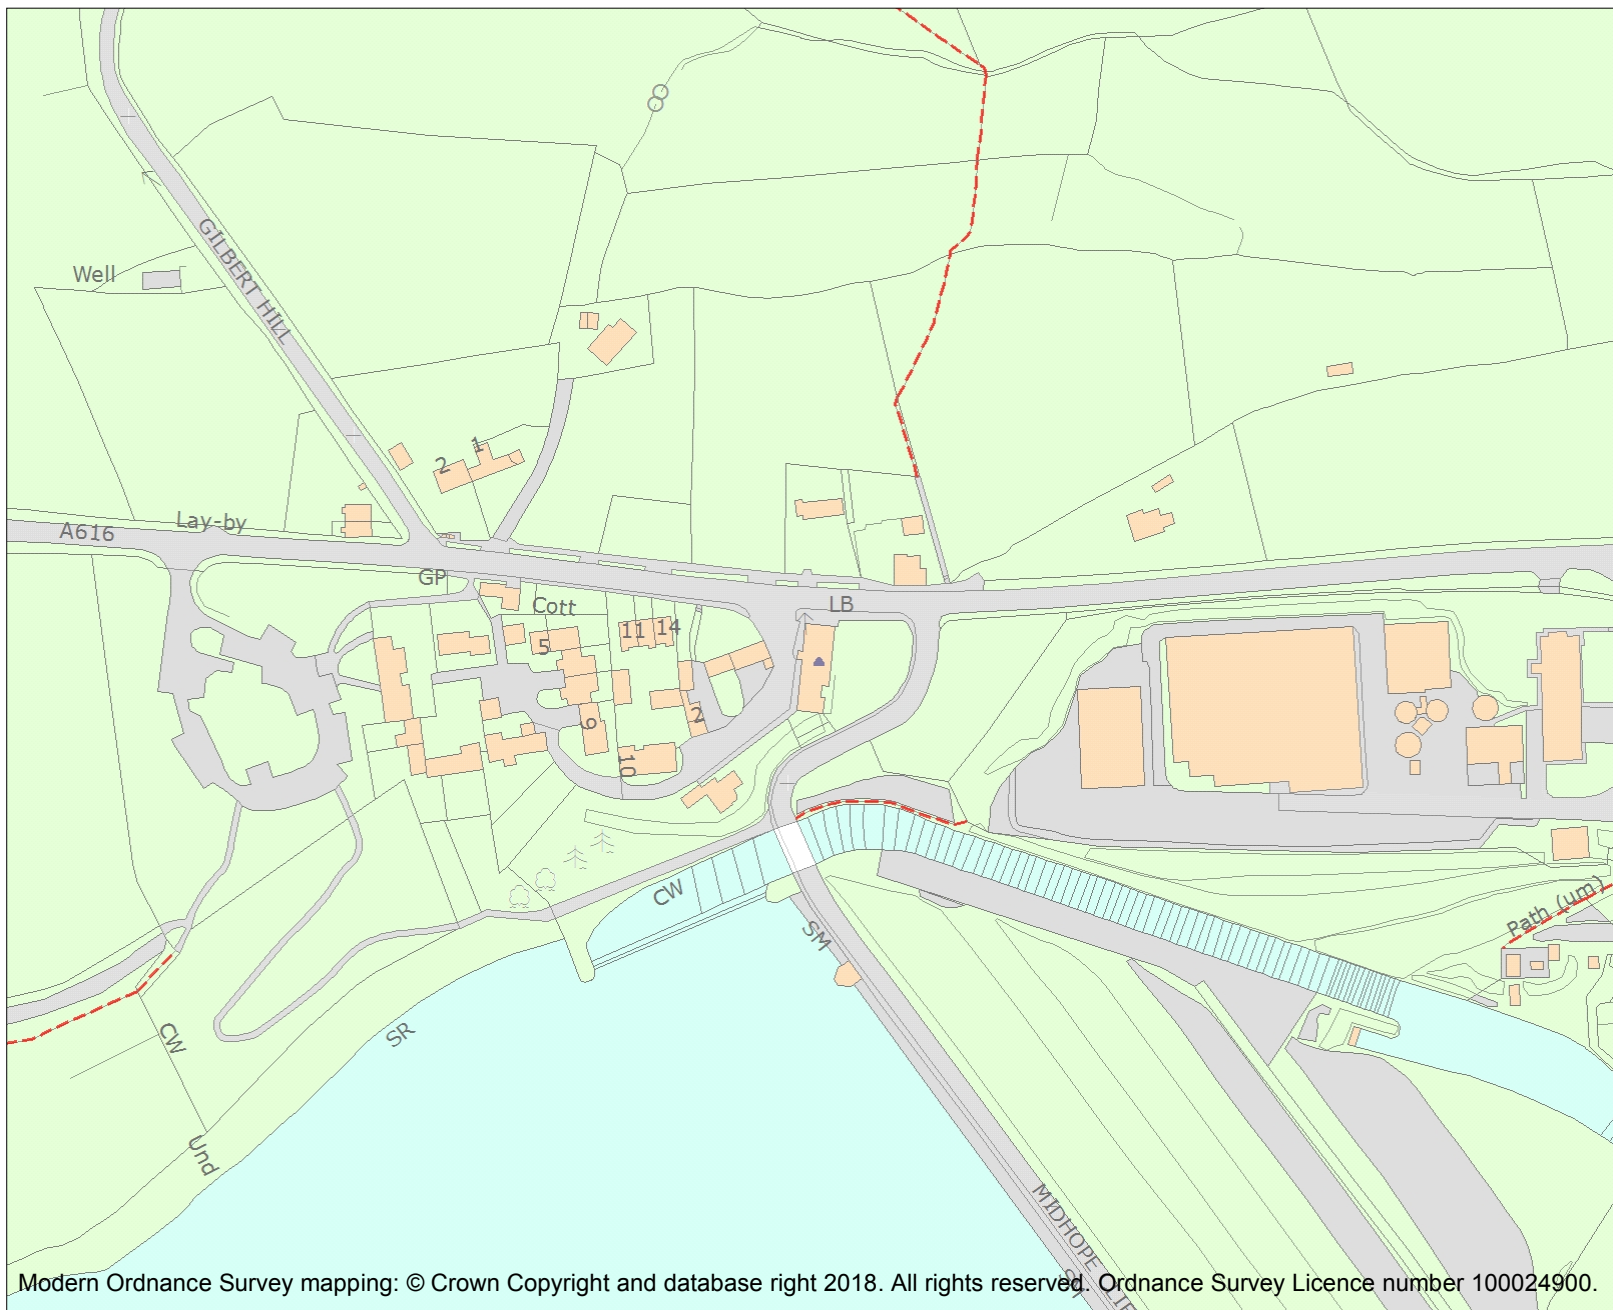 GILBERT HILL
Well
1
2
Lay-by
A616
GP
LB
Cott
11
14
5
2
9
10
CW
Path (um)
SM
SR
CW
Und
MIDHOPE
Modern Ordnance Survey mapping: © Crown Copyright and database right 2018. All rights reserved. Ordnance Survey Licence number 100024900.